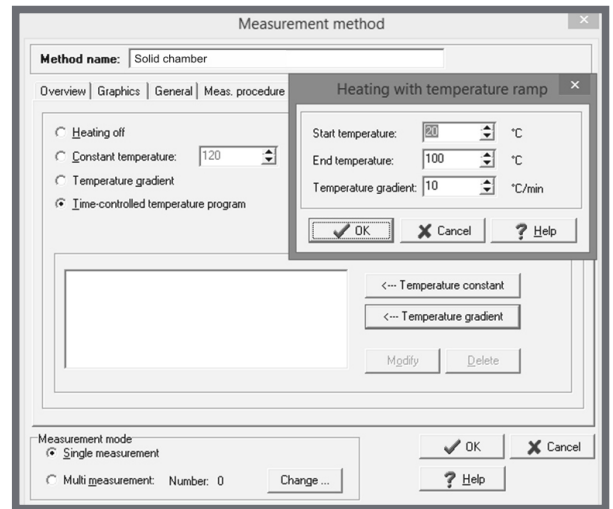 Measurement method
Method name: Solid chamber
Overview Graphics General Meas. procedure
Heating with temperature ramp
Start temperature: 20 °C
End temperature: 100 °C
Temperature gradient: 10 °C/min
OK Cancel ? Help
Heating off
Constant temperature: 120
Temperature gradient
Time-controlled temperature program
<--- Temperature constant
<--- Temperature gradient
Modify Delete
Measurement mode
Single measurement
Multi measurement: Number: 0 Change ...
OK Cancel
? Help